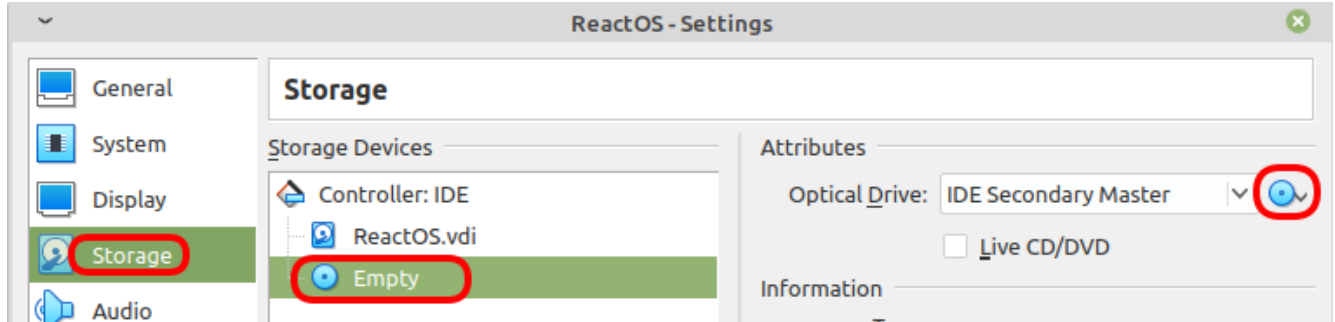 ReactOS - Settings
General
System
Display
Storage
Audio
Storage
Storage Devices
Controller: IDE
ReactOS.vdi
Empty
Attributes
Optical Drive: IDE Secondary Master
Live CD/DVD
Information